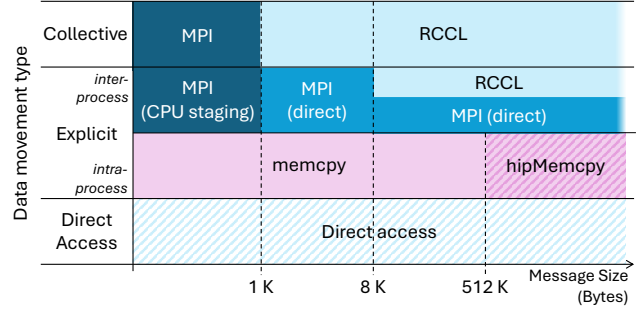 Data movement type
Collective
MPI
RCCL
inter-
process
MPI
(CPU staging)
MPI
(direct)
RCCL
MPI (direct)
Explicit
intra-
process
memcpy
hipMemcpy
Direct
Access
Direct access
1 K
8 K
512 K
Message Size
(Bytes)